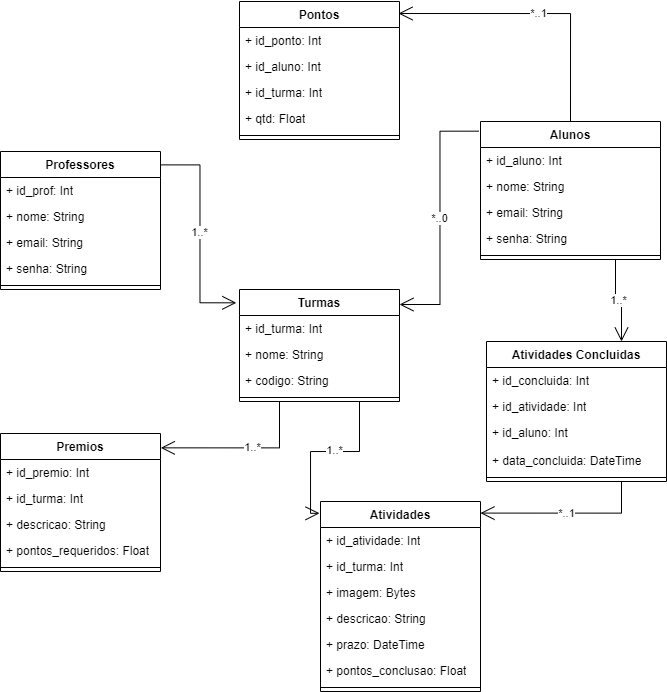 Pontos
+ id_ponto: Int
+ id_aluno: Int
+ id_turma: Int
+ qtd: Float
*..1
Alunos
+ id_aluno: Int
+ nome: String
+ email: String
+ senha: String
Professores
+ id_prof: Int
+ nome: String
+ email: String
+ senha: String
1..*
*..0
Turmas
+ id_turma: Int
+ nome: String
+ codigo: String
1..*
Atividades Concluidas
+ id_concluida: Int
+ id_atividade: Int
+ id_aluno: Int
+ data_concluida: DateTime
Premios
+ id_premio: Int
+ id_turma: Int
+ descricao: String
+ pontos_requeridos: Float
1..*
1..*
*..1
Atividades
+ id_atividade: Int
+ id_turma: Int
+ imagem: Bytes
+ descricao: String
+ prazo: DateTime
+ pontos_conclusao: Float